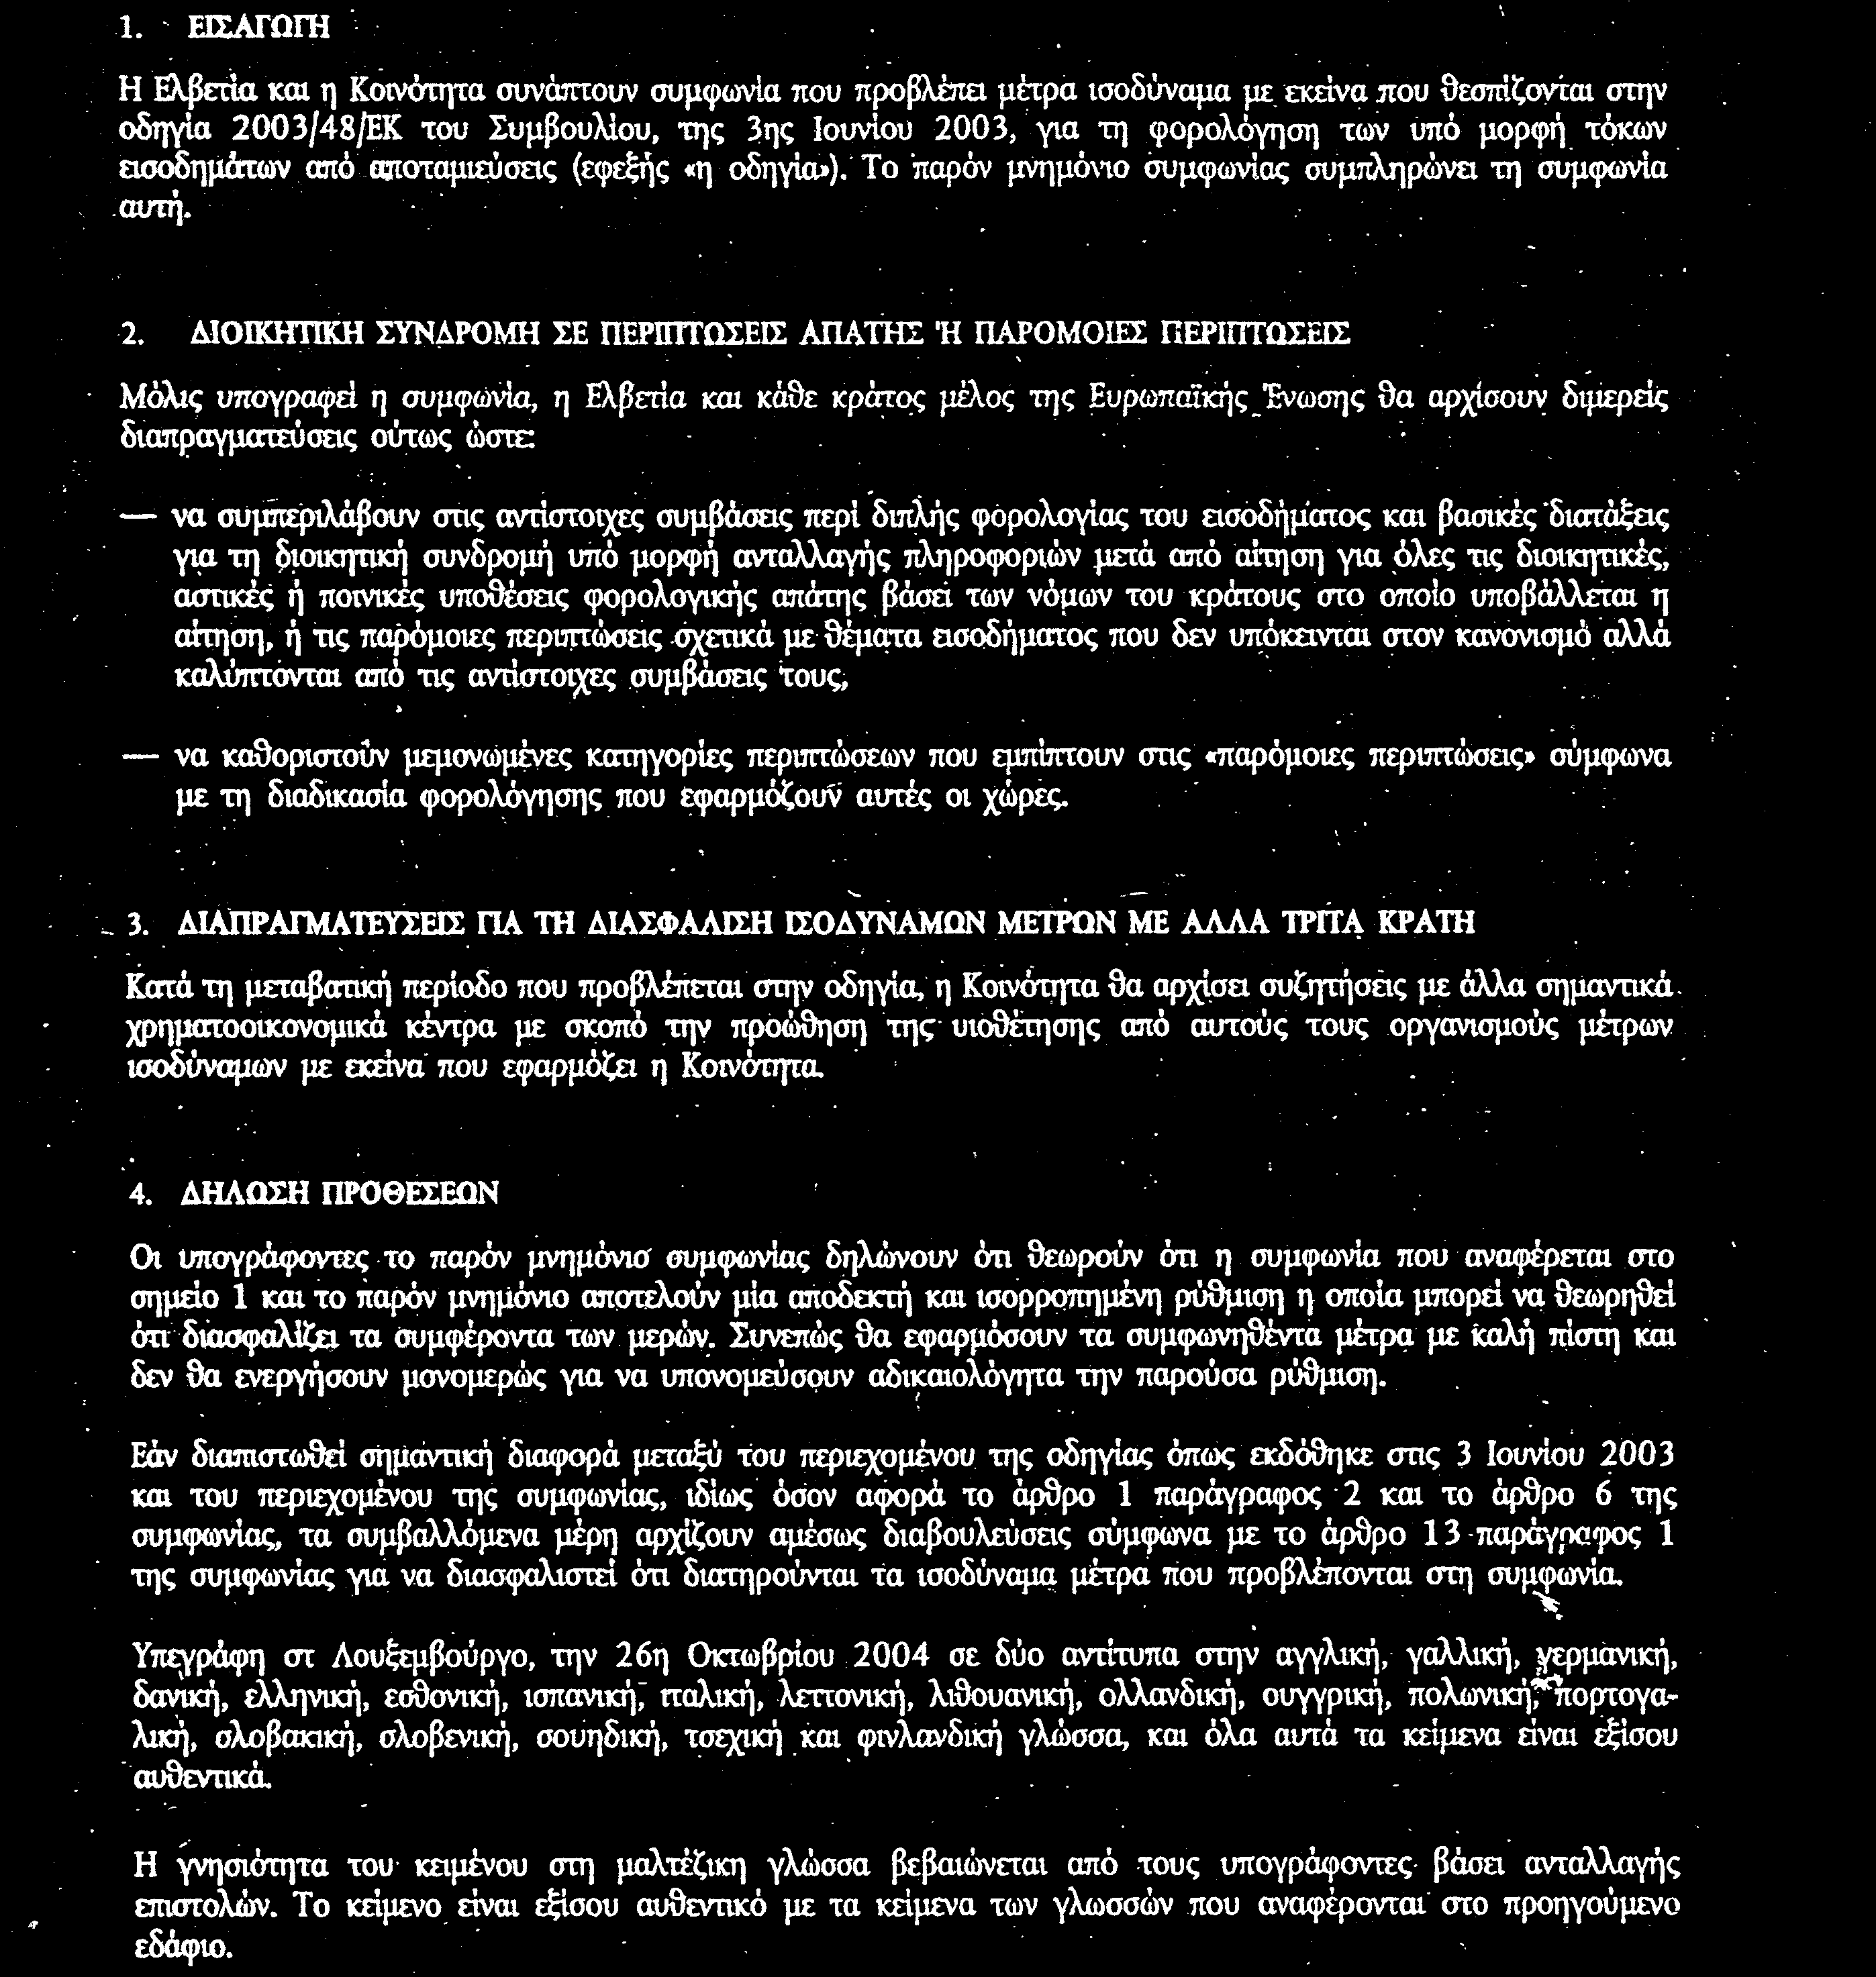 1. ΕΙΣΑΓΩΓΗ
Η Ελβετία και η Κοινότητα συνάπτουν συμφωνία που προβλέπει μέτρα ισοδύναμα με εκείνα που θεσπίζονται στην
οδηγία 2003/48/ΕΚ του Συμβουλίου, της 3ης Ιουνίου 2003, για τη φορολόγηση των υπό μορφή τόκων
εισοδημάτων από αποταμιεύσεις (εφεξής «η οδηγία»). Το παρόν μνημόνιο συμφωνίας συμπληρώνει τη συμφωνία
αυτή.
2. ΔΙΟΙΚΗΤΙΚΗ ΣΥΝΔΡΟΜΗ ΣΕ ΠΕΡΙΠΤΩΣΕΙΣ ΑΠΑΤΗΣ Ή ΠΑΡΟΜΟΙΕΣ ΠΕΡΙΠΤΩΣΕΙΣ
Μόλις υπογραφεί η συμφωνία, η Ελβετία και κάθε κράτος μέλος της Ευρωπαϊκής Ένωσης θα αρχίσουν διμερείς
διαπραγματεύσεις ούτως ώστε:
— να συμπεριλάβουν στις αντίστοιχες συμβάσεις περί διπλής φορολογίας του εισοδήματος και βασικές διατάξεις
για τη διοικητική συνδρομή υπό μορφή ανταλλαγής πληροφοριών μετά από αίτηση για όλες τις διοικητικές,
αστικές ή ποινικές υποθέσεις φορολογικής απάτης βάσει των νόμων του κράτους στο οποίο υποβάλλεται η
αίτηση, ή τις παρόμοιες περιπτώσεις σχετικά με θέματα εισοδήματος που δεν υπόκεινται στον κανονισμό αλλά
καλύπτονται από τις αντίστοιχες συμβάσεις τους,
— να καθοριστούν μεμονωμένες κατηγορίες περιπτώσεων που εμπίπτουν στις «παρόμοιες περιπτώσεις» σύμφωνα
με τη διαδικασία φορολόγησης που εφαρμόζουν αυτές οι χώρες.
3. ΔΙΑΠΡΑΓΜΑΤΕΥΣΕΙΣ ΓΙΑ ΤΗ ΔΙΑΣΦΑΛΙΣΗ ΙΣΟΔΥΝΑΜΩΝ ΜΕΤΡΩΝ ΜΕ ΑΛΛΑ ΤΡΙΤΑ ΚΡΑΤΗ
Κατά τη μεταβατική περίοδο που προβλέπεται στην οδηγία, η Κοινότητα θα αρχίσει συζητήσεις με άλλα σημαντικά
χρηματοοικονομικά κέντρα με σκοπό την προώθηση της υιοθέτησης από αυτούς τους οργανισμούς μέτρων
ισοδύναμων με εκείνα που εφαρμόζει η Κοινότητα.
4. ΔΗΛΩΣΗ ΠΡΟΘΕΣΕΩΝ
Οι υπογράφοντες το παρόν μνημόνιο συμφωνίας δηλώνουν ότι θεωρούν ότι η συμφωνία που αναφέρεται στο
σημείο 1 και το παρόν μνημόνιο αποτελούν μία αποδεκτή και ισορροπημένη ρύθμιση η οποία μπορεί να θεωρηθεί
ότι διασφαλίζει τα συμφέροντα των μερών. Συνεπώς θα εφαρμόσουν τα συμφωνηθέντα μέτρα με καλή πίστη και
δεν θα ενεργήσουν μονομερώς για να υπονομεύσουν αδικαιολόγητα την παρούσα ρύθμιση.
Εάν διαπιστωθεί σημαντική διαφορά μεταξύ του περιεχομένου της οδηγίας όπως εκδόθηκε στις 3 Ιουνίου 2003
και του περιεχομένου της συμφωνίας, ιδίως όσον αφορά το άρθρο 1 παράγραφος 2 και το άρθρο 6 της
συμφωνίας, τα συμβαλλόμενα μέρη αρχίζουν αμέσως διαβουλεύσεις σύμφωνα με το άρθρο 13 παράγραφος 1
της συμφωνίας για να διασφαλιστεί ότι διατηρούνται τα ισοδύναμα μέτρα που προβλέπονται στη συμφωνία.
Υπεγράφη στ Λουξεμβούργο, την 26η Οκτωβρίου 2004 σε δύο αντίτυπα στην αγγλική, γαλλική, γερμανική,
δανική, ελληνική, εσθονική, ισπανική, ιταλική, λεττονική, λιθουανική, ολλανδική, ουγγρική, πολωνική, πορτογα-
λική, σλοβακική, σλοβενική, σουηδική, τσεχική και φινλανδική γλώσσα, και όλα αυτά τα κείμενα είναι εξίσου
αυθεντικά.
Η γνησιότητα του κειμένου στη μαλτέζικη γλώσσα βεβαιώνεται από τους υπογράφοντες βάσει ανταλλαγής
επιστολών. Το κείμενο είναι εξίσου αυθεντικό με τα κείμενα των γλωσσών που αναφέρονται στο προηγούμενο
εδάφιο.